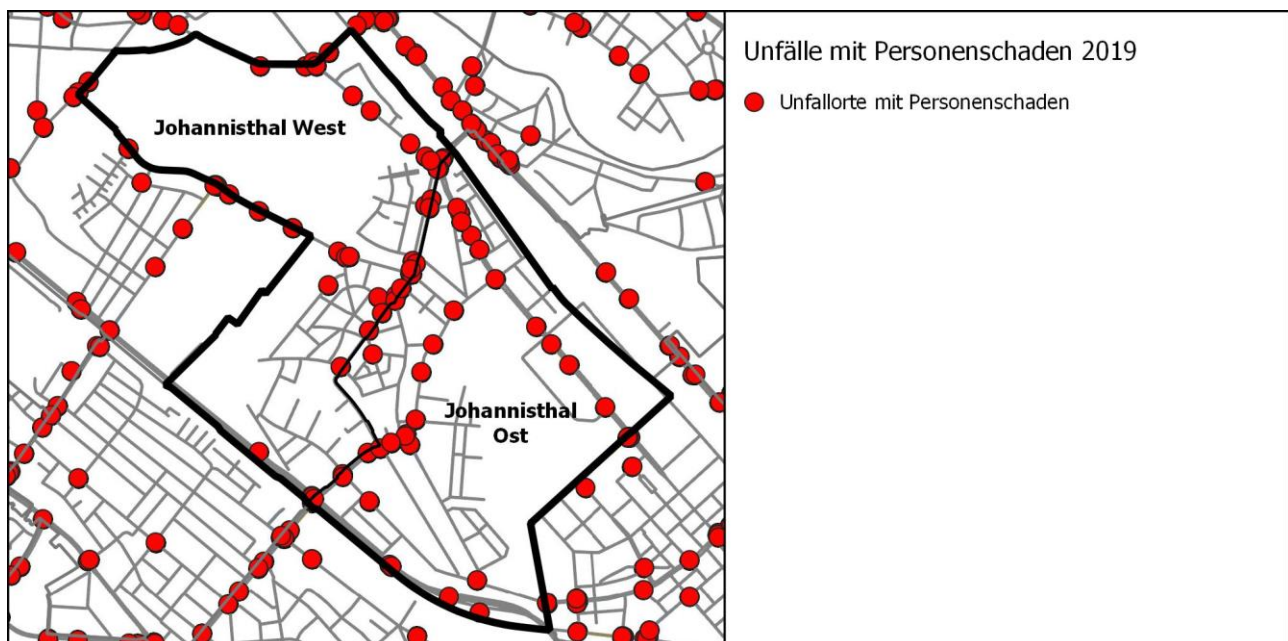 Unfälle mit Personenschaden 2019
Unfallorte mit Personenschaden
Johannisthal West
Johannisthal
Ost